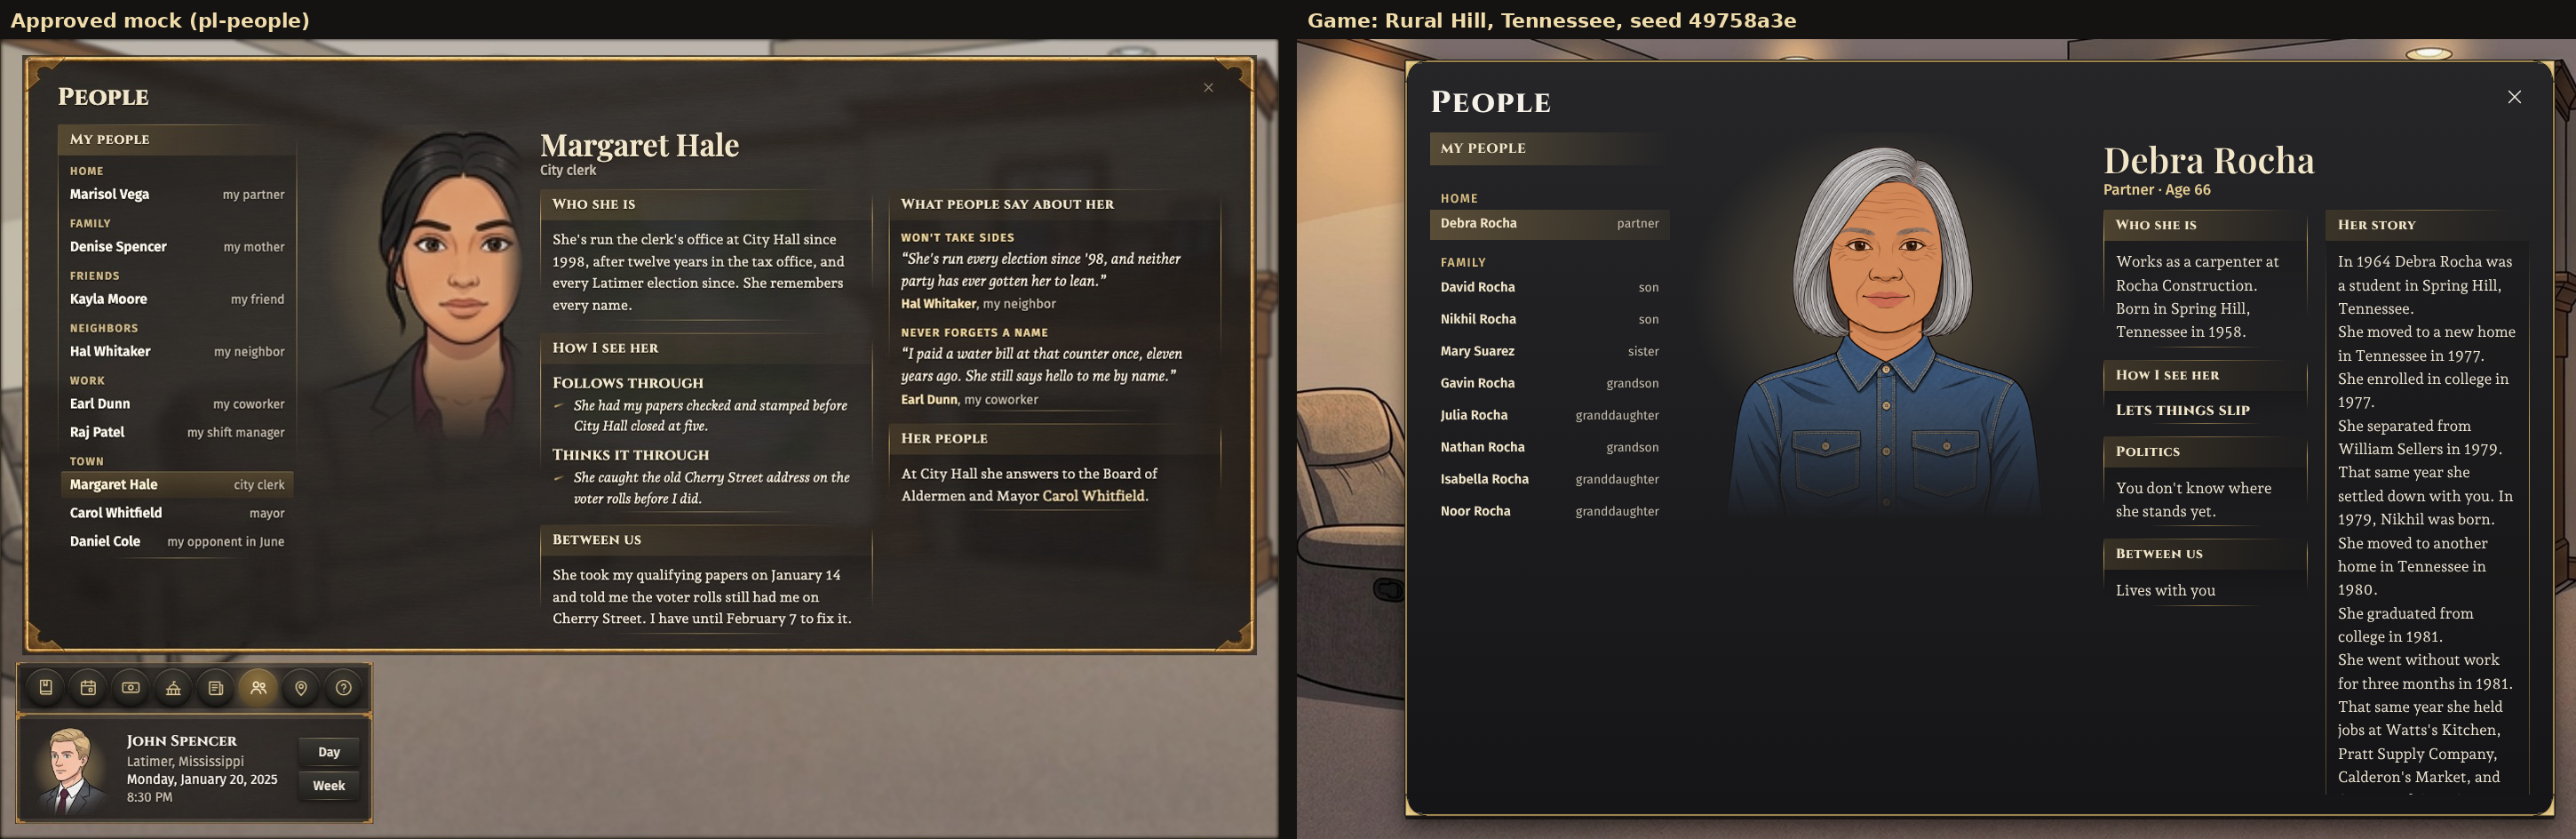 Approved mock (pl-people)
PEOPLE
×
MY PEOPLE
HOME
Marisol Vega my partner
FAMILY
Denise Spencer my mother
FRIENDS
Kayla Moore my friend
NEIGHBORS
Hal Whitaker my neighbor
WORK
Earl Dunn my coworker
Raj Patel my shift manager
TOWN
Margaret Hale city clerk
Carol Whitfield mayor
Daniel Cole my opponent in June
Margaret Hale
City clerk
WHO SHE IS
She's run the clerk's office at City Hall since
1998, after twelve years in the tax office, and
every Latimer election since. She remembers
every name.
HOW I SEE HER
FOLLOWS THROUGH
She had my papers checked and stamped before
City Hall closed at five.
THINKS IT THROUGH
She caught the old Cherry Street address on the
voter rolls before I did.
BETWEEN US
She took my qualifying papers on January 14
and told me the voter rolls still had me on
Cherry Street. I have until February 7 to fix it.
WHAT PEOPLE SAY ABOUT HER
WON'T TAKE SIDES
“She's run every election since '98, and neither
party has ever gotten her to lean.”
Hal Whitaker, my neighbor
NEVER FORGETS A NAME
“I paid a water bill at that counter once, eleven
years ago. She still says hello to me by name.”
Earl Dunn, my coworker
HER PEOPLE
At City Hall she answers to the Board of
Aldermen and Mayor Carol Whitfield.
JOHN SPENCER
Latimer, Mississippi
Monday, January 20, 2025
8:30 PM
Day
Week
Game: Rural Hill, Tennessee, seed 49758a3e
PEOPLE
×
MY PEOPLE
HOME
Debra Rocha partner
FAMILY
David Rocha son
Nikhil Rocha son
Mary Suarez sister
Gavin Rocha grandson
Julia Rocha granddaughter
Nathan Rocha grandson
Isabella Rocha granddaughter
Noor Rocha granddaughter
Debra Rocha
Partner · Age 66
WHO SHE IS
Works as a carpenter at
Rocha Construction.
Born in Spring Hill,
Tennessee in 1958.
HOW I SEE HER
LETS THINGS SLIP
POLITICS
You don't know where
she stands yet.
BETWEEN US
Lives with you
HER STORY
In 1964 Debra Rocha was
a student in Spring Hill,
Tennessee.
She moved to a new home
in Tennessee in 1977.
She enrolled in college in
1977.
She separated from
William Sellers in 1979.
That same year she
settled down with you. In
1979, Nikhil was born.
She moved to another
home in Tennessee in
1980.
She graduated from
college in 1981.
She went without work
for three months in 1981.
That same year she held
jobs at Watts's Kitchen,
Pratt Supply Company,
Calderon's Market, and